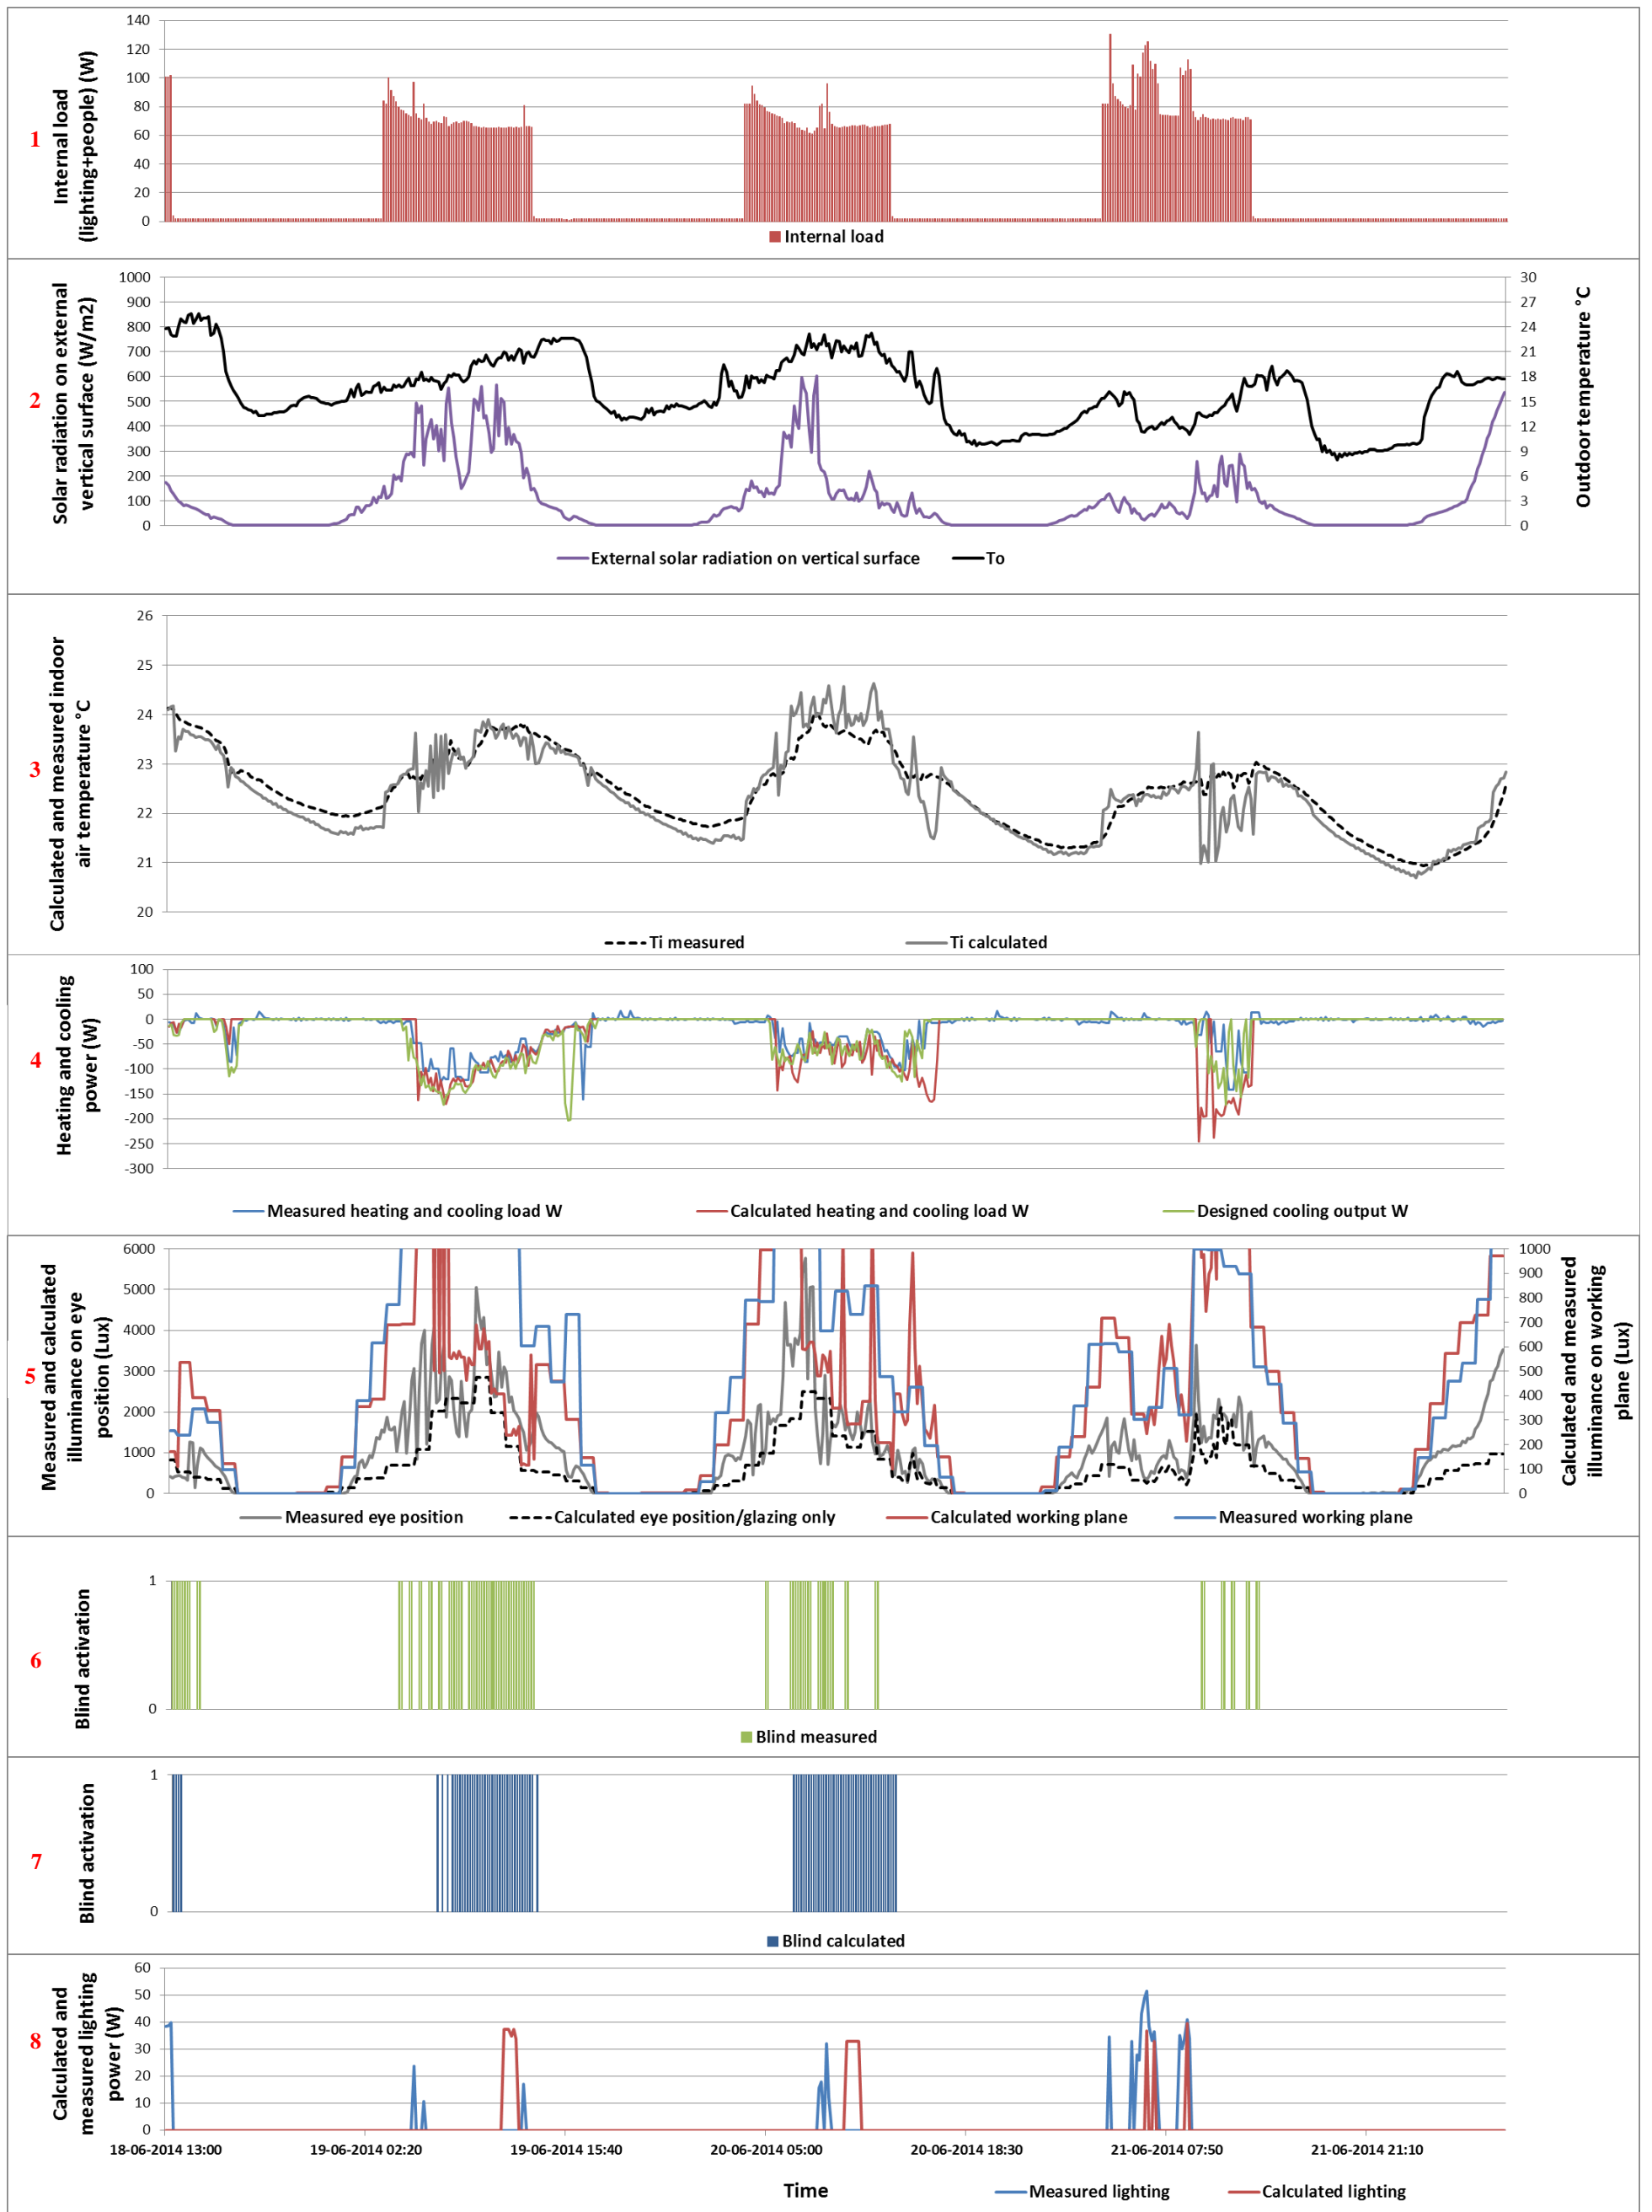 1
Internal load
(lighting+people) (W)
140
120
100
80
60
40
20
0
Internal load
2
Solar radiation on external
vertical surface (W/m2)
1000
900
800
700
600
500
400
300
200
100
0
30
27
24
21
18
15
12
9
6
3
0
Outdoor temperature °C
External solar radiation on vertical surface
To
3
Calculated and measured indoor
air temperature °C
26
25
24
23
22
21
20
Ti measured
Ti calculated
4
Heating and cooling
power (W)
100
50
0
-50
-100
-150
-200
-250
-300
Measured heating and cooling load W
Calculated heating and cooling load W
Designed cooling output W
5
Measured and calculated
illuminance on eye
position (Lux)
6000
5000
4000
3000
2000
1000
0
1000
900
800
700
600
500
400
300
200
100
0
Calculated and measured
illuminance on working
plane (Lux)
Measured eye position
Calculated eye position/glazing only
Calculated working plane
Measured working plane
6
Blind activation
1
0
Blind measured
7
Blind activation
1
0
Blind calculated
8
Calculated and
measured lighting
power (W)
60
50
40
30
20
10
0
18-06-2014 13:00
19-06-2014 02:20
19-06-2014 15:40
20-06-2014 05:00
20-06-2014 18:30
21-06-2014 07:50
21-06-2014 21:10
Time
Measured lighting
Calculated lighting